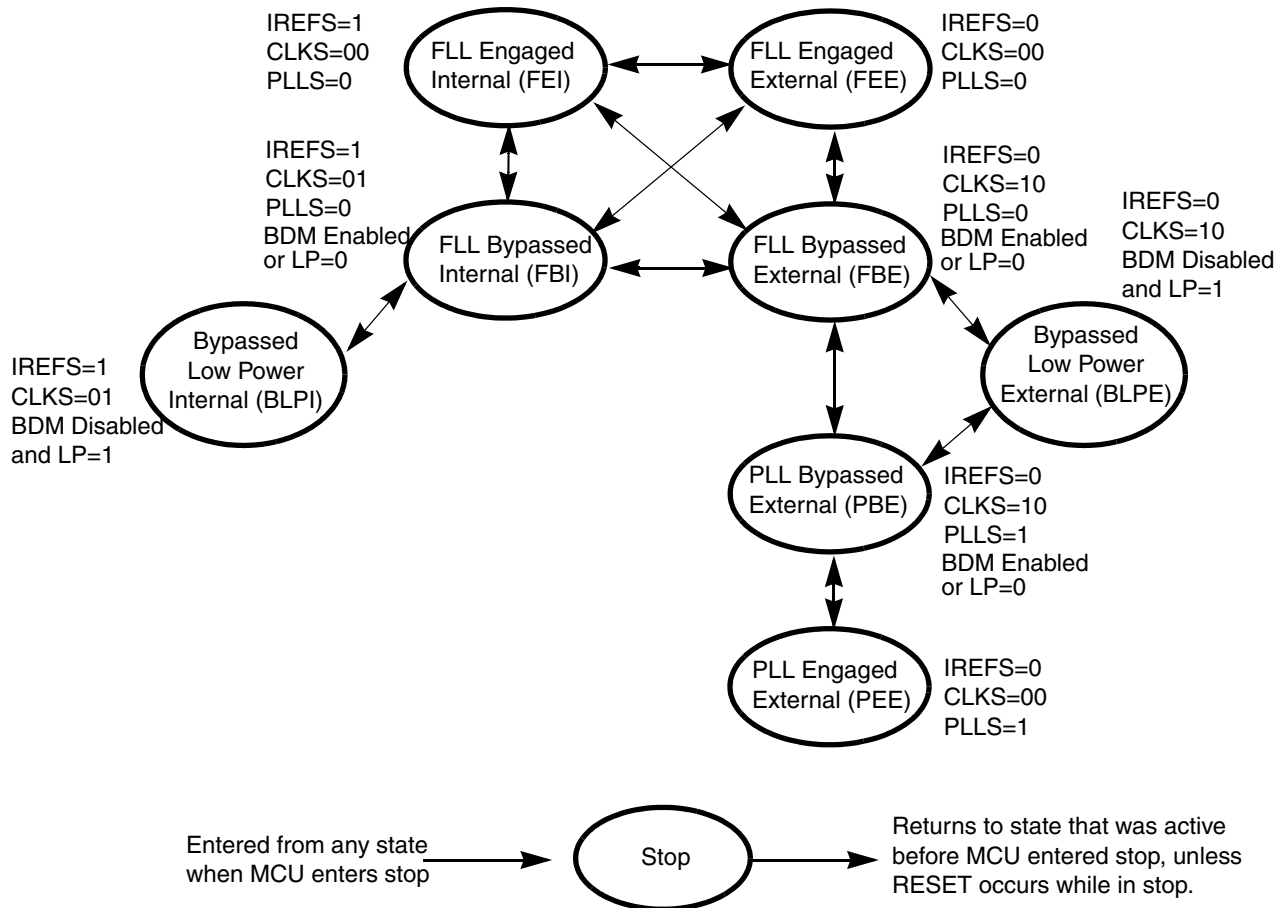 IREFS=1
CLKS=00
PLLS=0
FLL Engaged
Internal (FEI)
FLL Engaged
External (FEE)
IREFS=0
CLKS=00
PLLS=0
IREFS=1
CLKS=01
PLLS=0
BDM Enabled
or LP=0
FLL Bypassed
Internal (FBI)
FLL Bypassed
External (FBE)
IREFS=0
CLKS=10
PLLS=0
BDM Enabled
or LP=0
IREFS=0
CLKS=10
BDM Disabled
and LP=1
IREFS=1
CLKS=01
BDM Disabled
and LP=1
Bypassed
Low Power
Internal (BLPI)
Bypassed
Low Power
External (BLPE)
PLL Bypassed
External (PBE)
IREFS=0
CLKS=10
PLLS=1
BDM Enabled
or LP=0
PLL Engaged
External (PEE)
IREFS=0
CLKS=00
PLLS=1
Entered from any state
when MCU enters stop
Stop
Returns to state that was active
before MCU entered stop, unless
RESET occurs while in stop.